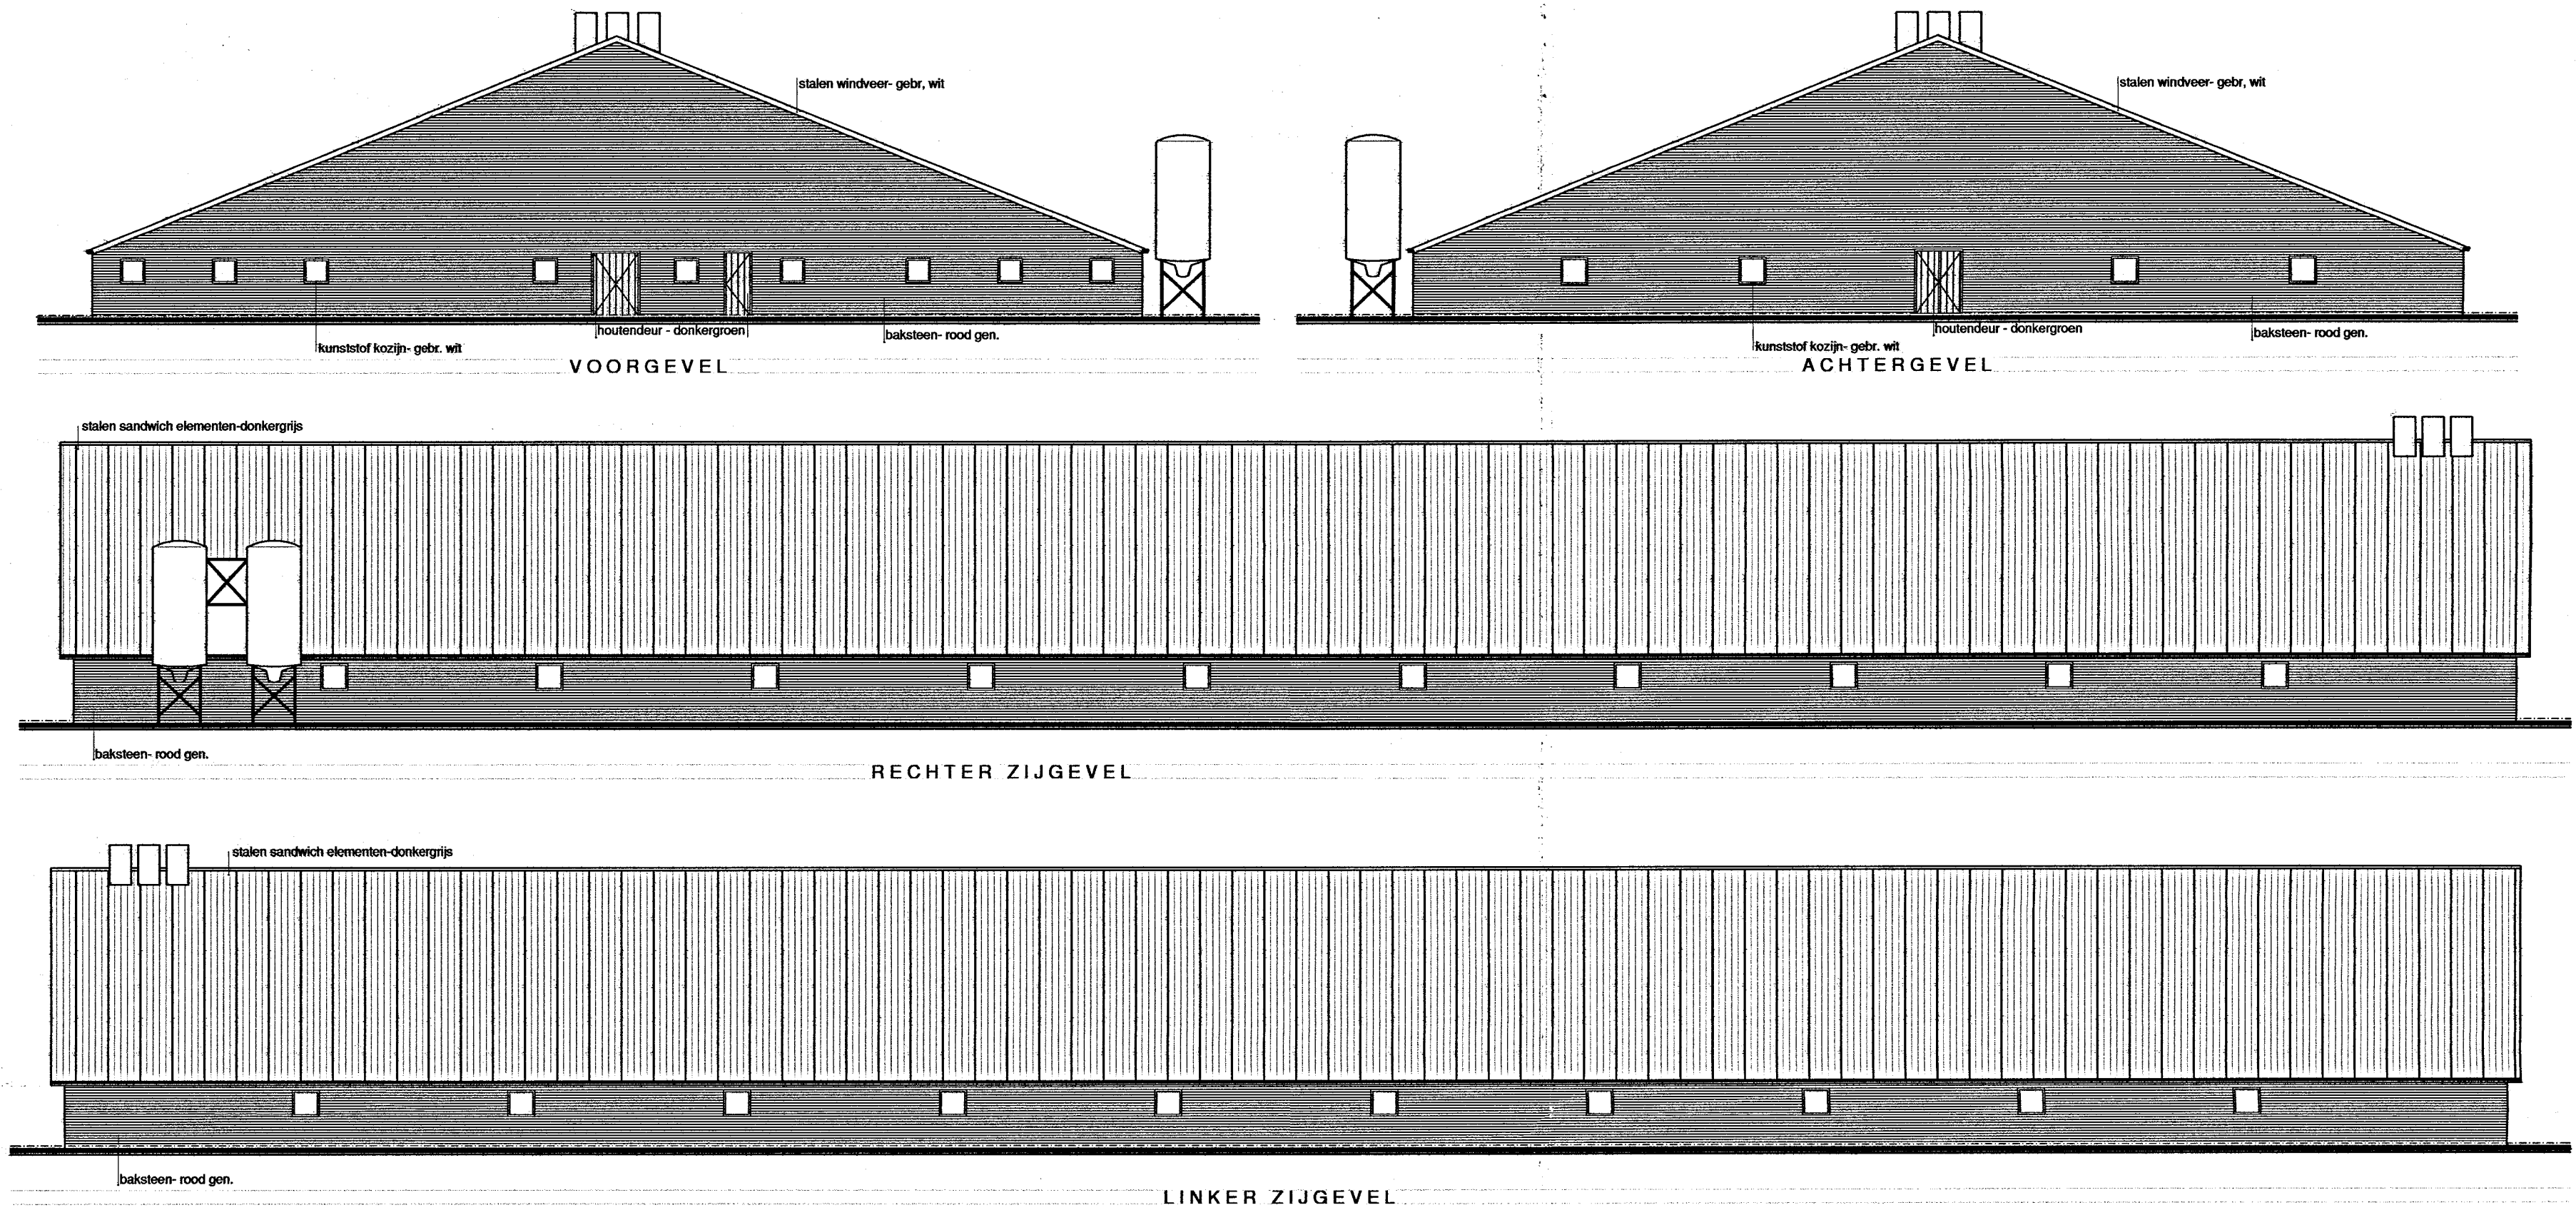 stalen windveer- gebr, wit
houtendeur - donkergroen
baksteen- rood gen.
kunststof kozijn- gebr. wit
VOORGEVEL
stalen windveer- gebr, wit
houtendeur - donkergroen
baksteen- rood gen.
kunststof kozijn- gebr. wit
ACHTERGEVEL
stalen sandwich elementen-donkergrijs
baksteen- rood gen.
RECHTER ZIJGEVEL
stalen sandwich elementen-donkergrijs
baksteen- rood gen.
LINKER ZIJGEVEL